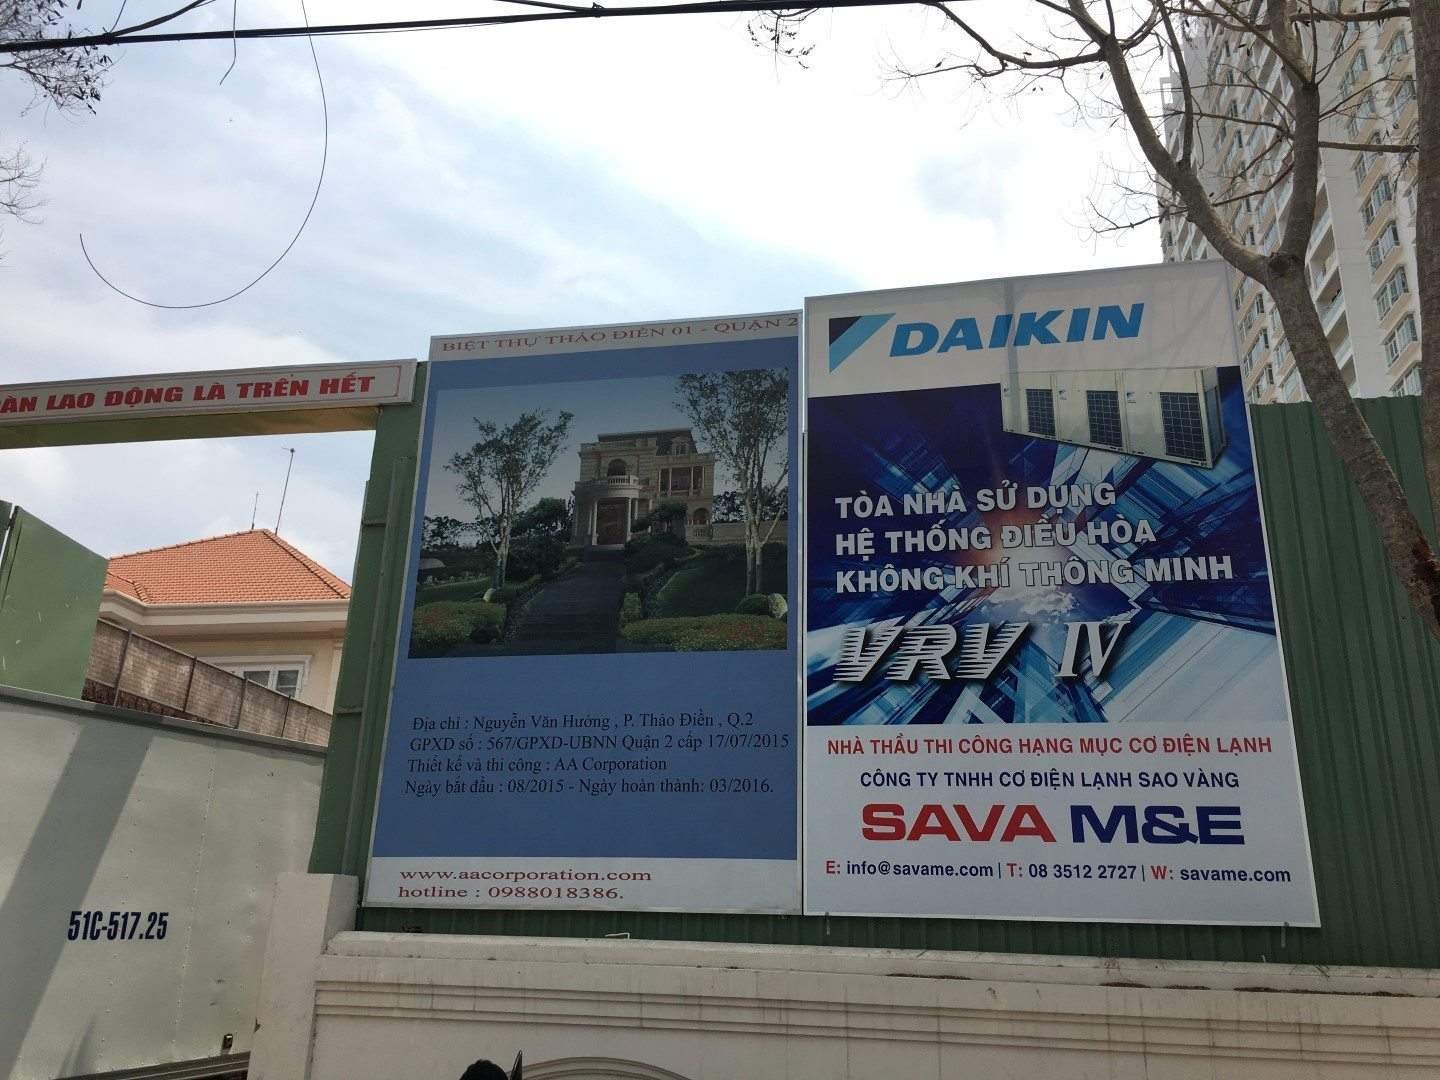 ÀN LAO ĐỘNG LÀ TRÊN HẾT
BIỆT THỰ THẢO ĐIỀN 01 - QUẬN 2
Địa chỉ : Nguyễn Văn Hưởng , P. Thảo Điền , Q.2
GPXD số : 567/GPXD-UBNN Quận 2 cấp 17/07/2015
Thiết kế và thi công : AA Corporation
Ngày bắt đầu : 08/2015 - Ngày hoàn thành: 03/2016.
www.aacorporation.com
hotline : 0988018386.
DAIKIN
TÒA NHÀ SỬ DỤNG
HỆ THỐNG ĐIỀU HÒA
KHÔNG KHÍ THÔNG MINH
VRV IV
NHÀ THẦU THI CÔNG HẠNG MỤC CƠ ĐIỆN LẠNH
CÔNG TY TNHH CƠ ĐIỆN LẠNH SAO VÀNG
SAVA M&E
E: info@savame.com | T: 08 3512 2727 | W: savame.com
51C-517.25